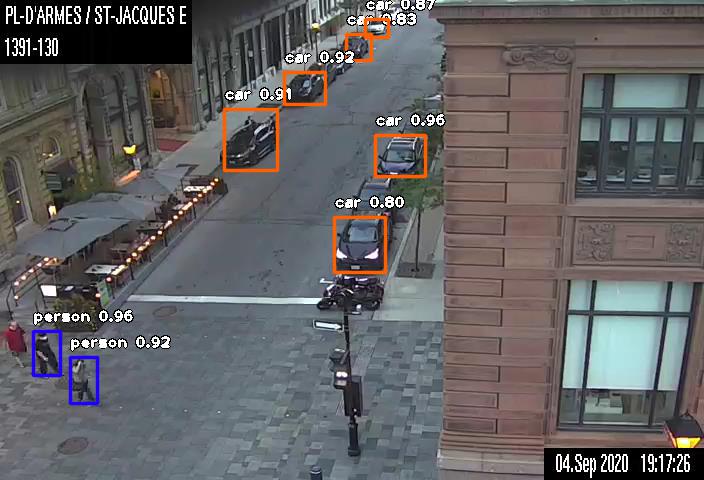 PL-D'ARMES / ST-JACQUES E
1391-130
car 0.87
car 0.83
car 0.92
car 0.91
car 0.96
car 0.80
person 0.96
person 0.92
04.Sep 2020 19:17:26